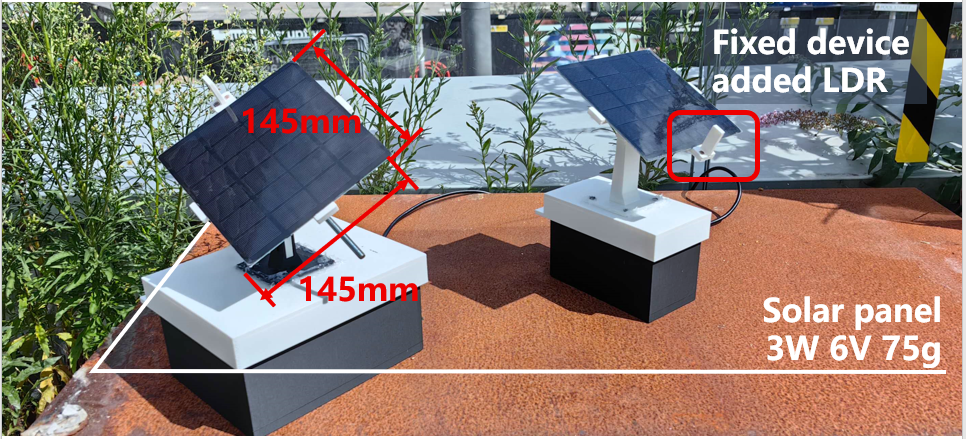 Fixed device
added LDR
145mm
145mm
Solar panel
3W 6V 75g